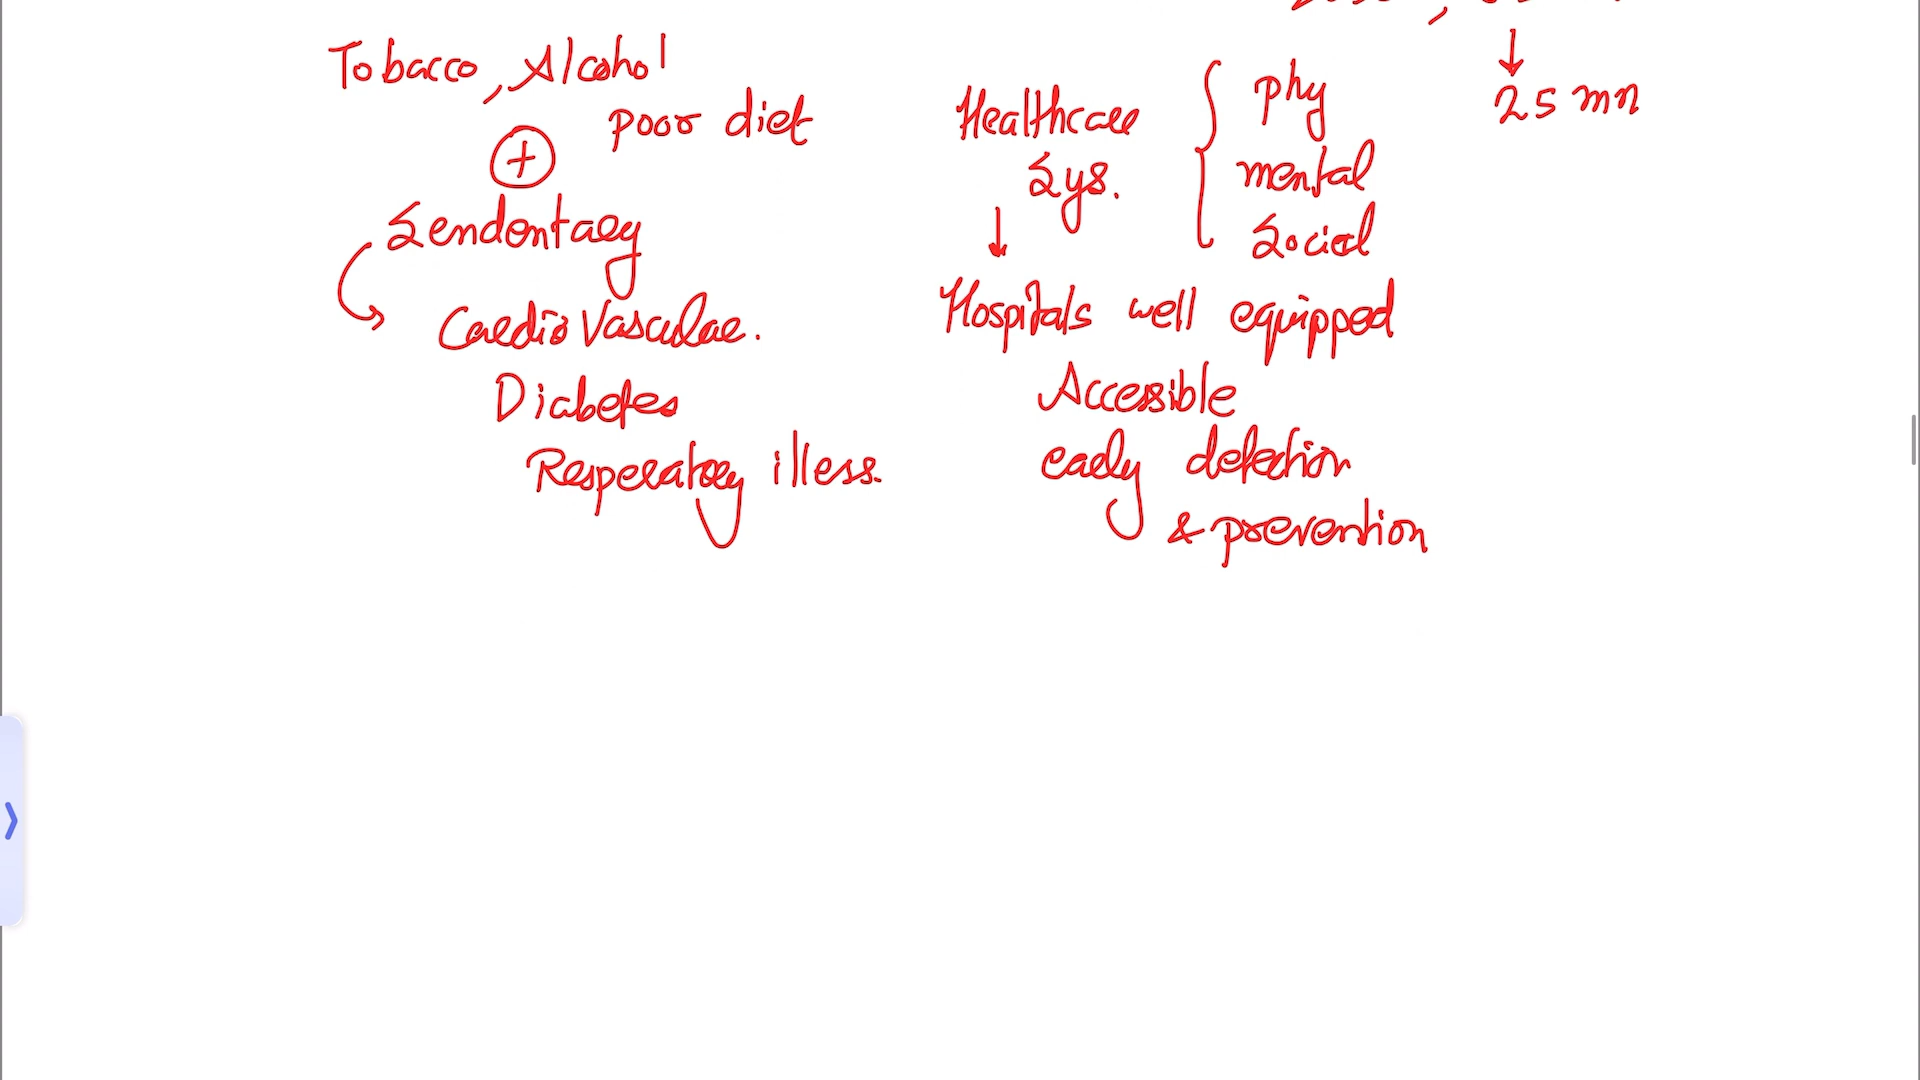 Tobacco, Alcohol
poor diet
+
Sendentary
Cardio Vascular.
Diabetes
Resperatory illess.
Healthcare
Sys.
phy
mental
Social
Hospitals well equipped
Accessible
early detection
& prevention
25 mn